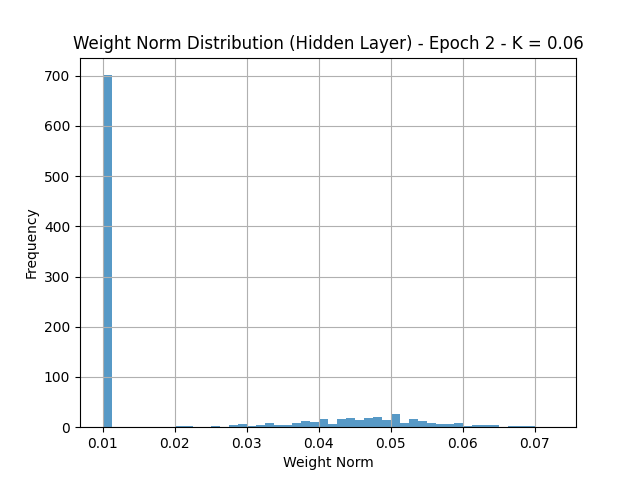 Weight Norm Distribution (Hidden Layer) - Epoch 2 - K = 0.06
700
600
500
400
300
200
100
0
Frequency
0.01 0.02 0.03 0.04 0.05 0.06 0.07
Weight Norm